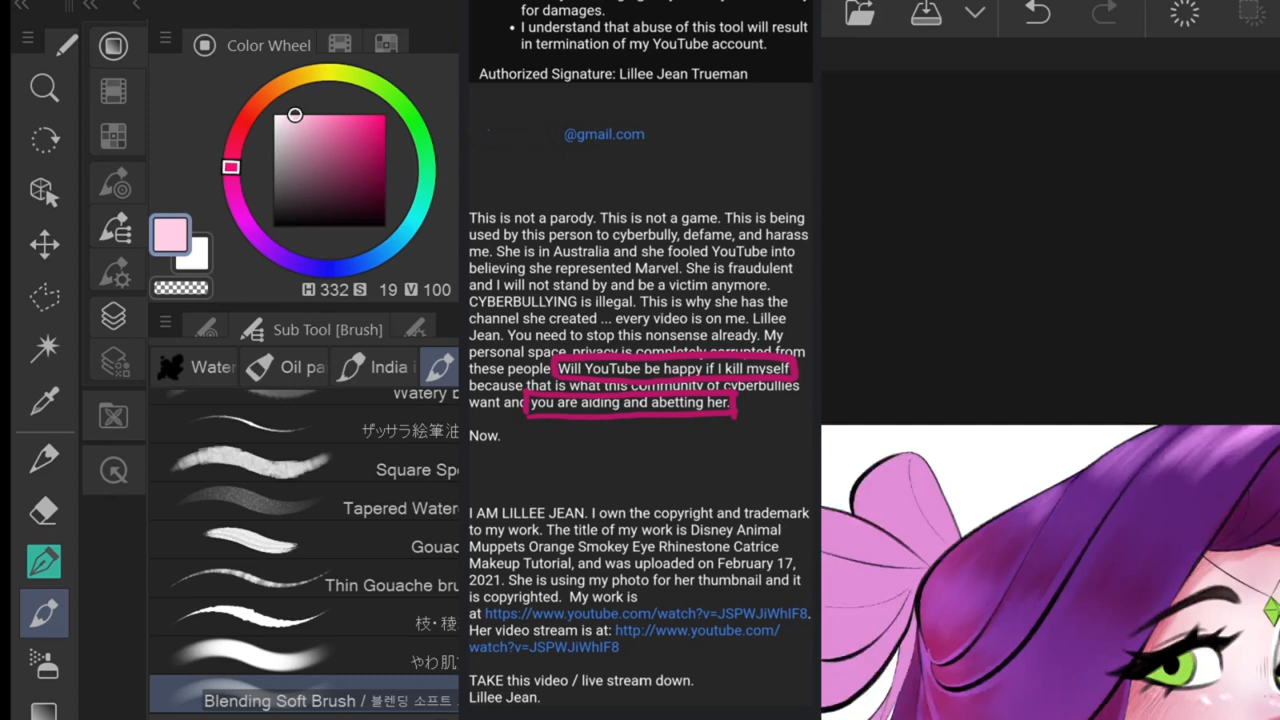 for damages.
• I understand that abuse of this tool will result
in termination of my YouTube account.
Authorized Signature: Lillee Jean Trueman
@gmail.com
This is not a parody. This is not a game. This is being
used by this person to cyberbully, defame, and harass
me. She is in Australia and she fooled YouTube into
believing she represented Marvel. She is fraudulent
and I will not stand by and be a victim anymore.
CYBERBULLYING is illegal. This is why she has the
channel she created ... every video is on me. Lillee
Jean. You need to stop this nonsense already. My
personal space, privacy is completely corrupted from
these people. Will YouTube be happy if I kill myself
because that is what this community of cyberbullies
want and you are aiding and abetting her.
Now.
I AM LILLEE JEAN. I own the copyright and trademark
to my work. The title of my work is Disney Animal
Muppets Orange Smokey Eye Rhinestone Catrice
Makeup Tutorial, and was uploaded on February 17,
2021. She is using my photo for her thumbnail and it
is copyrighted. My work is
at https://www.youtube.com/watch?v=JSPWJiWhIF8.
Her video stream is at: http://www.youtube.com/
watch?v=JSPWJiWhIF8
TAKE this video / live stream down.
Lillee Jean.
Color Wheel
H 332 S 19 V 100
Sub Tool [Brush]
Water
Oil pa
India i
Watery b
ザッサラ絵筆油
Square Spe
Tapered Water
Gouac
Thin Gouache bru
枝・稜
やわ肌
Blending Soft Brush / 블렌딩 소프트